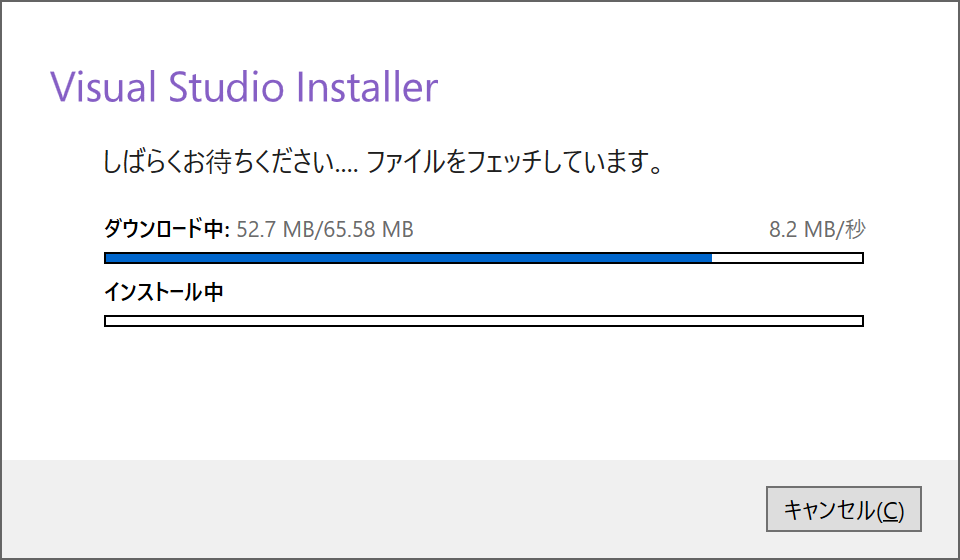 Visual Studio Installer
しばらくお待ちください.... ファイルをフェッチしています。
ダウンロード中: 52.7 MB/65.58 MB 8.2 MB/秒
インストール中
キャンセル(C)